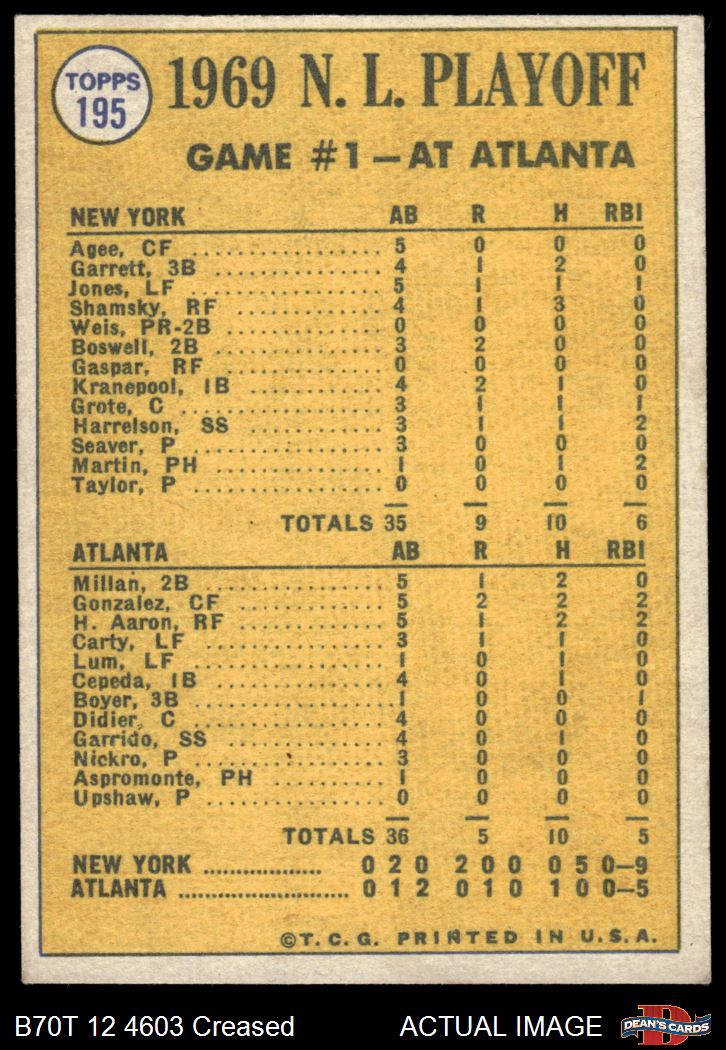 TOPPS
195
1969 N. L. PLAYOFF
GAME #1 — AT ATLANTA
NEW YORK AB R H RBI
Agee, CF .................... 5 0 0 0
Garrett, 3B .................. 4 1 2 0
Jones, LF .................... 5 1 1 1
Shamsky, RF .................. 4 1 3 0
Weis, PR-2B .................. 0 0 0 0
Boswell, 2B .................. 3 2 0 0
Gaspar, RF ................... 0 0 0 0
Kranepool, 1B ................ 4 2 1 0
Grote, C ..................... 3 1 1 1
Harrelson, SS ................ 3 1 1 2
Seaver, P .................... 3 0 0 0
Martin, PH ................... 1 0 1 2
Taylor, P .................... 0 0 0 0
TOTALS 35 9 10 6
ATLANTA AB R H RBI
Millan, 2B ................... 5 1 2 0
Gonzalez, CF ................. 5 2 2 2
H. Aaron, RF ................. 5 1 2 2
Carty, LF .................... 3 1 1 0
Lum, LF ...................... 1 0 1 0
Cepeda, 1B ................... 4 0 1 0
Boyer, 3B .................... 1 0 0 1
Didier, C .................... 4 0 0 0
Garrido, SS .................. 4 0 1 0
Nickro, P .................... 3 0 0 0
Aspromonte, PH ............... 1 0 0 0
Upshaw, P .................... 0 0 0 0
TOTALS 36 5 10 5
NEW YORK .................. 0 2 0 2 0 0 0 5 0—9
ATLANTA ......................... 0 1 2 0 1 0 1 0 0—5
©T. C. G. PRINTED IN U. S. A.
B70T 12 4603 Creased ACTUAL IMAGE
D
DEAN'S CARDS